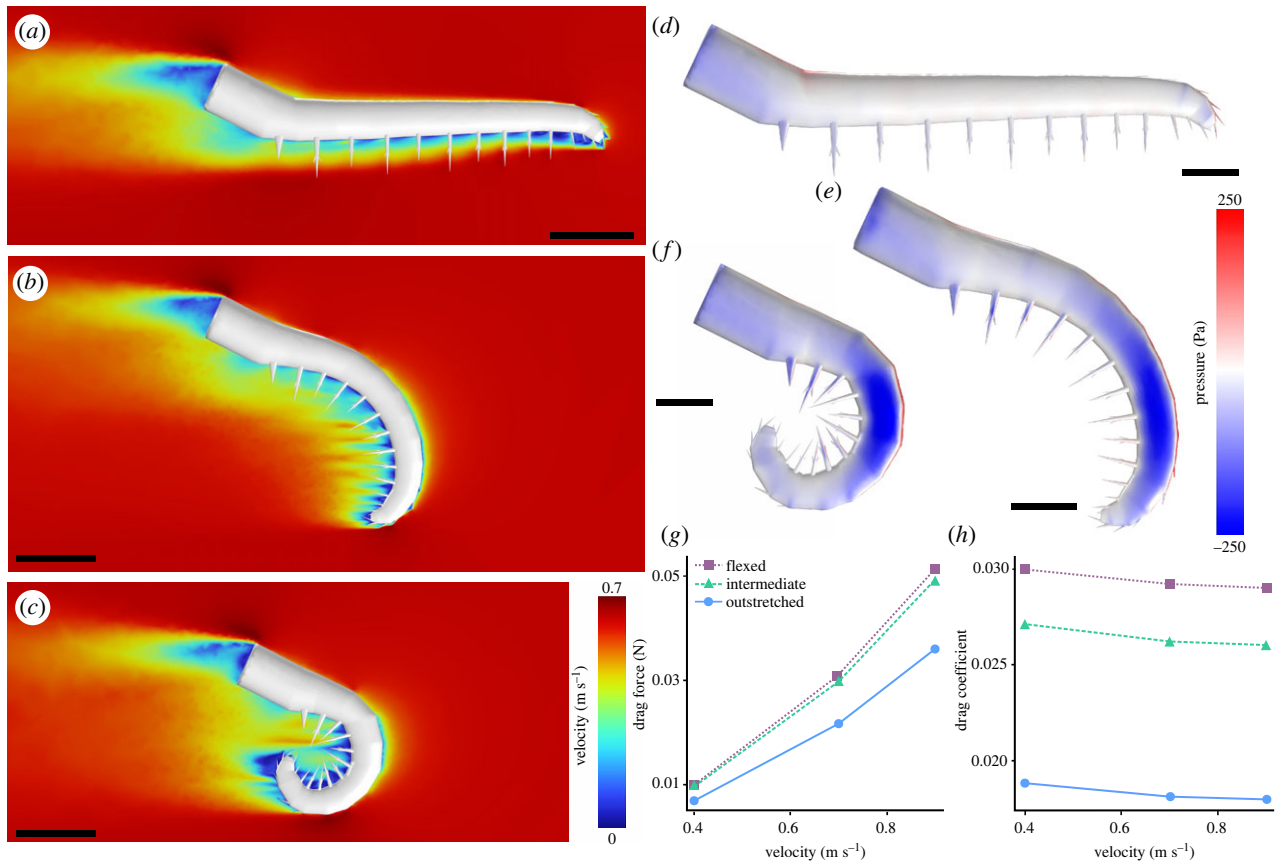 (a)
(b)
(c)
0.7
velocity (m s⁻¹)
0
(d)
(e)
(f)
250
pressure (Pa)
−250
(g)
flexed
intermediate
outstretched
0.05
0.03
0.01
drag force (N)
0.4 0.6 0.8
velocity (m s⁻¹)
(h)
0.030
0.025
0.020
drag coefficient
0.4 0.6 0.8
velocity (m s⁻¹)